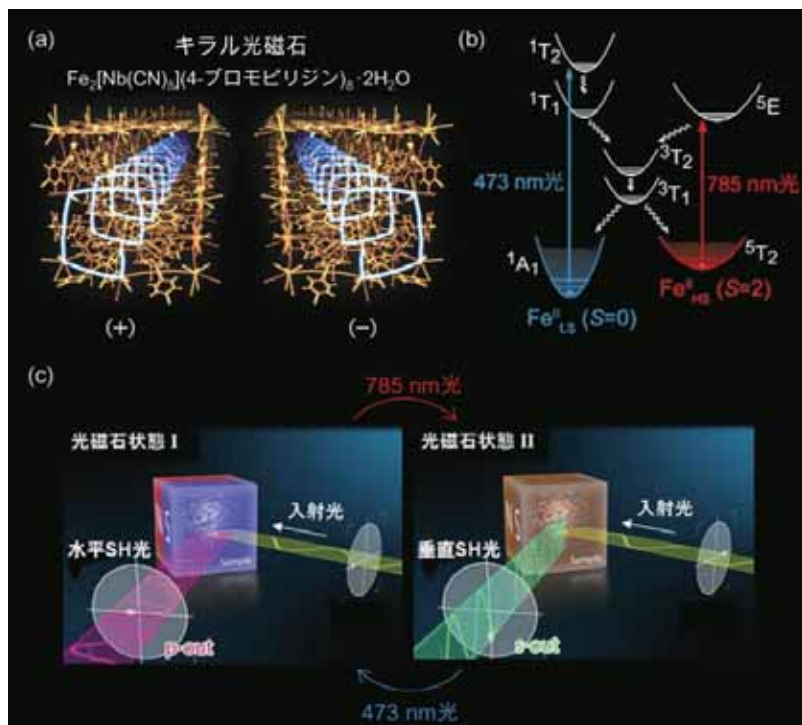 (a)
キラル光磁石
Fe₂[Nb(CN)₈](4-ブロモピリジン)₈·2H₂O
(+)
(−)
(b)
¹T₂
¹T₁
⁵E
³T₂
³T₁
473 nm光
785 nm光
¹A₁
⁵T₂
Feᴵᴵ_LS (S=0)
Feᴵᴵ_HS (S=2)
(c)
785 nm光
光磁石状態 I
入射光
水平SH光
p-out
光磁石状態 II
入射光
垂直SH光
s-out
473 nm光